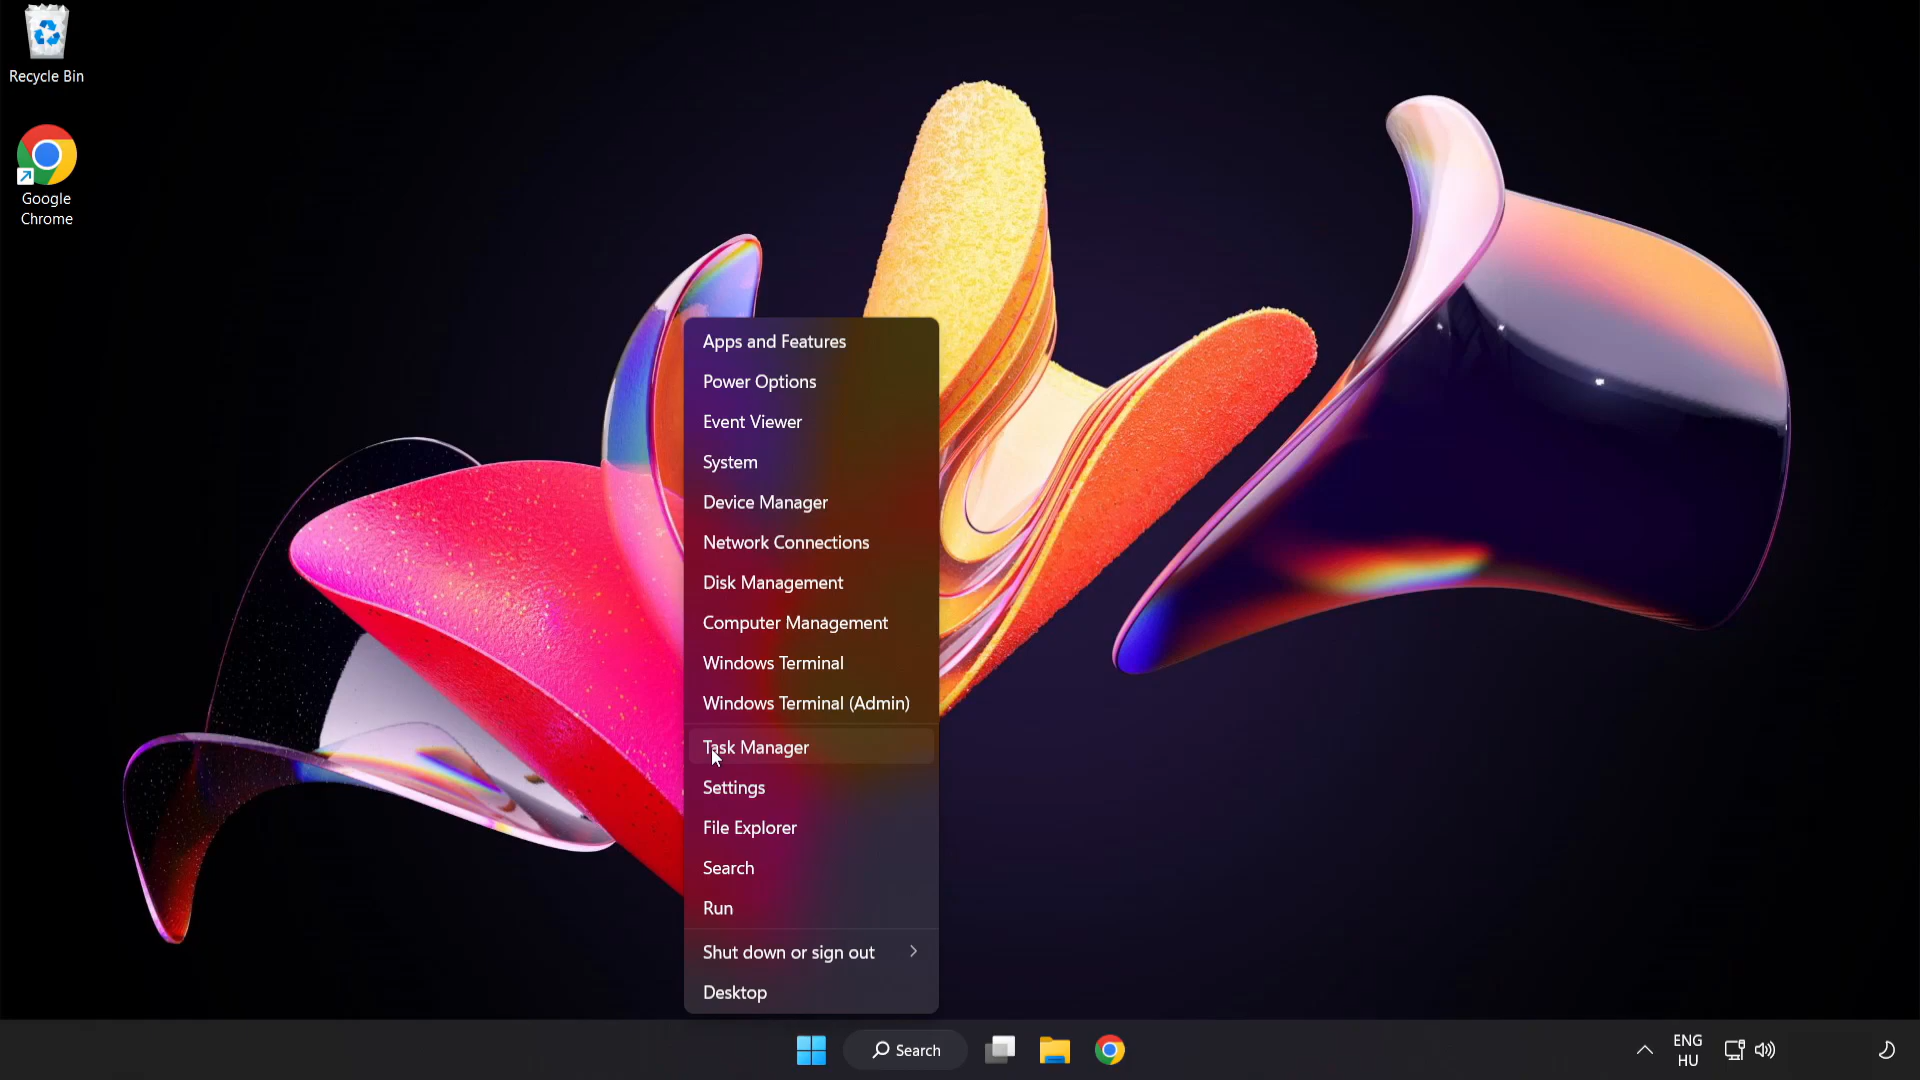 Recycle Bin
Google
Chrome
Apps and Features
Power Options
Event Viewer
System
Device Manager
Network Connections
Disk Management
Computer Management
Windows Terminal
Windows Terminal (Admin)
Task Manager
Settings
File Explorer
Search
Run
Shut down or sign out
Desktop
Search
ENG
HU